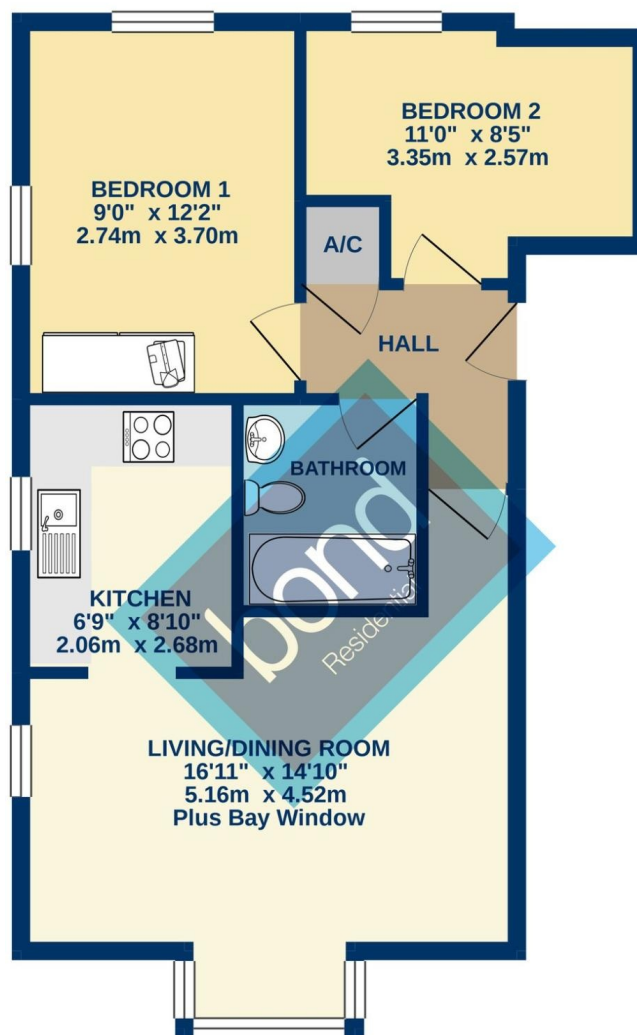 BEDROOM 2
11'0" x 8'5"
3.35m x 2.57m
BEDROOM 1
9'0" x 12'2"
2.74m x 3.70m
A/C
HALL
BATHROOM
bond
Residential
KITCHEN
6'9" x 8'10"
2.06m x 2.68m
LIVING/DINING ROOM
16'11" x 14'10"
5.16m x 4.52m
Plus Bay Window